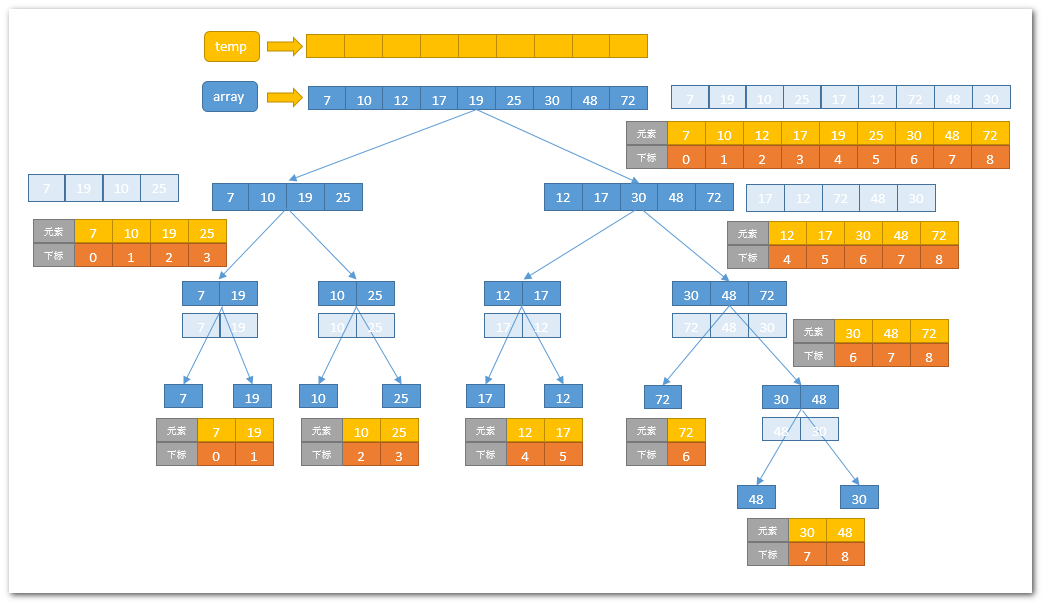 temp
array
7 10 12 17 19 25 30 48 72
7 19 10 25 17 12 72 48 30
元素 7 10 12 17 19 25 30 48 72
下标 0 1 2 3 4 5 6 7 8
7 19 10 25
7 10 19 25
12 17 30 48 72
17 12 72 48 30
元素 7 10 19 25
下标 0 1 2 3
元素 12 17 30 48 72
下标 4 5 6 7 8
7 19
10 25
12 17
30 48 72
7 19
10 25
17 12
72 48 30
元素 30 48 72
下标 6 7 8
7
19
10
25
17
12
72
30 48
48 30
元素 7 19
下标 0 1
元素 10 25
下标 2 3
元素 12 17
下标 4 5
元素 72
下标 6
48
30
元素 30 48
下标 7 8